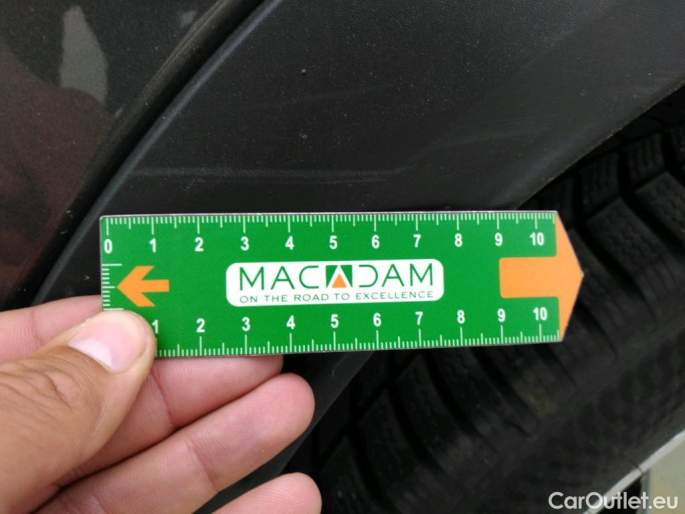 0 1 2 3 4 5 6 7 8 9 10
MACADAM
ON THE ROAD TO EXCELLENCE
1 2 3 4 5 6 7 8 9 10
CarOutlet.eu